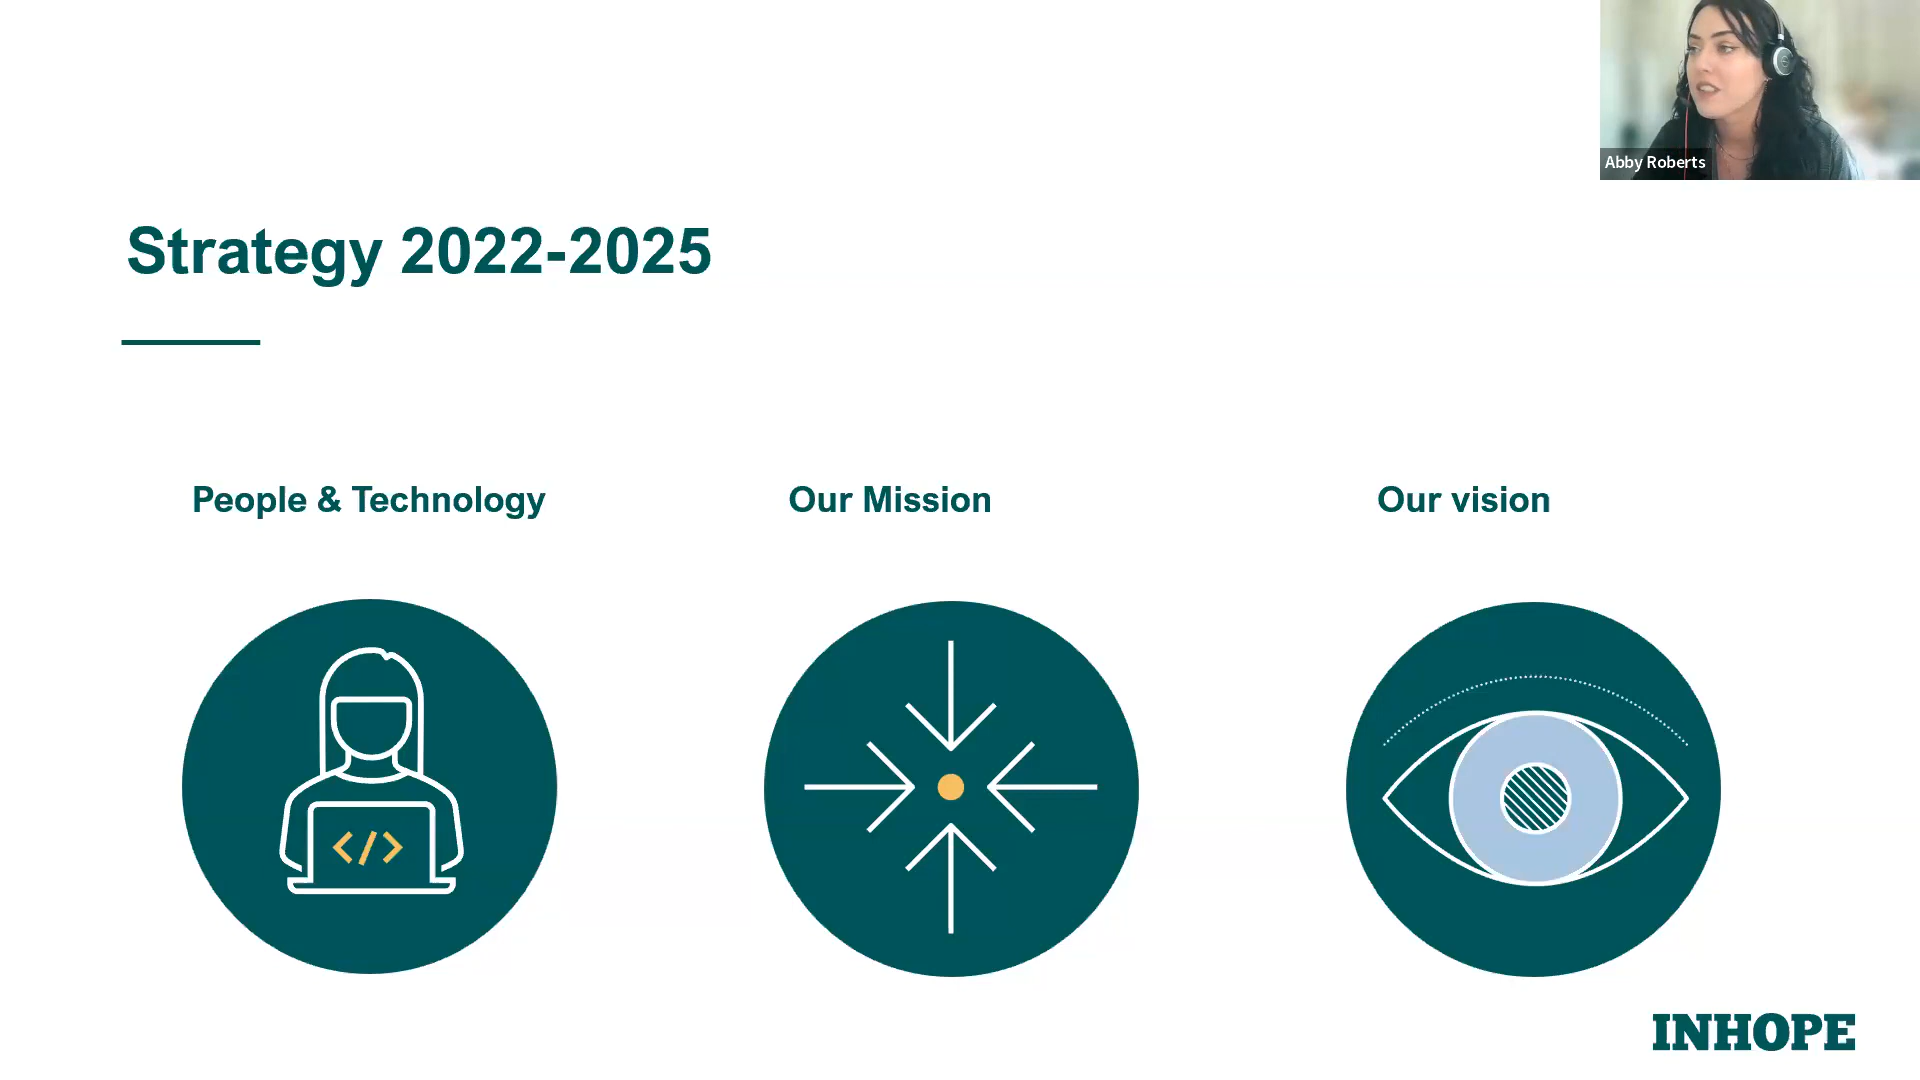 Abby Roberts
Strategy 2022-2025
People & Technology
Our Mission
Our vision
</>
INHOPE